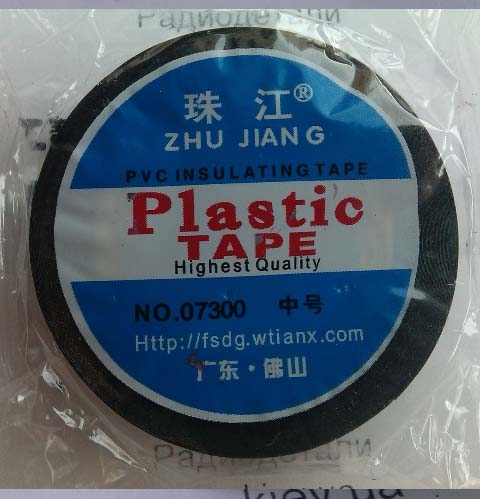 Радиодетали
珠江®
ZHU JIANG
PVC INSULATING TAPE
Plastic
TAPE
Highest Quality
NO.07300 中号
Http://fsdg.wtianx.com
广东·佛山
Радиодетали